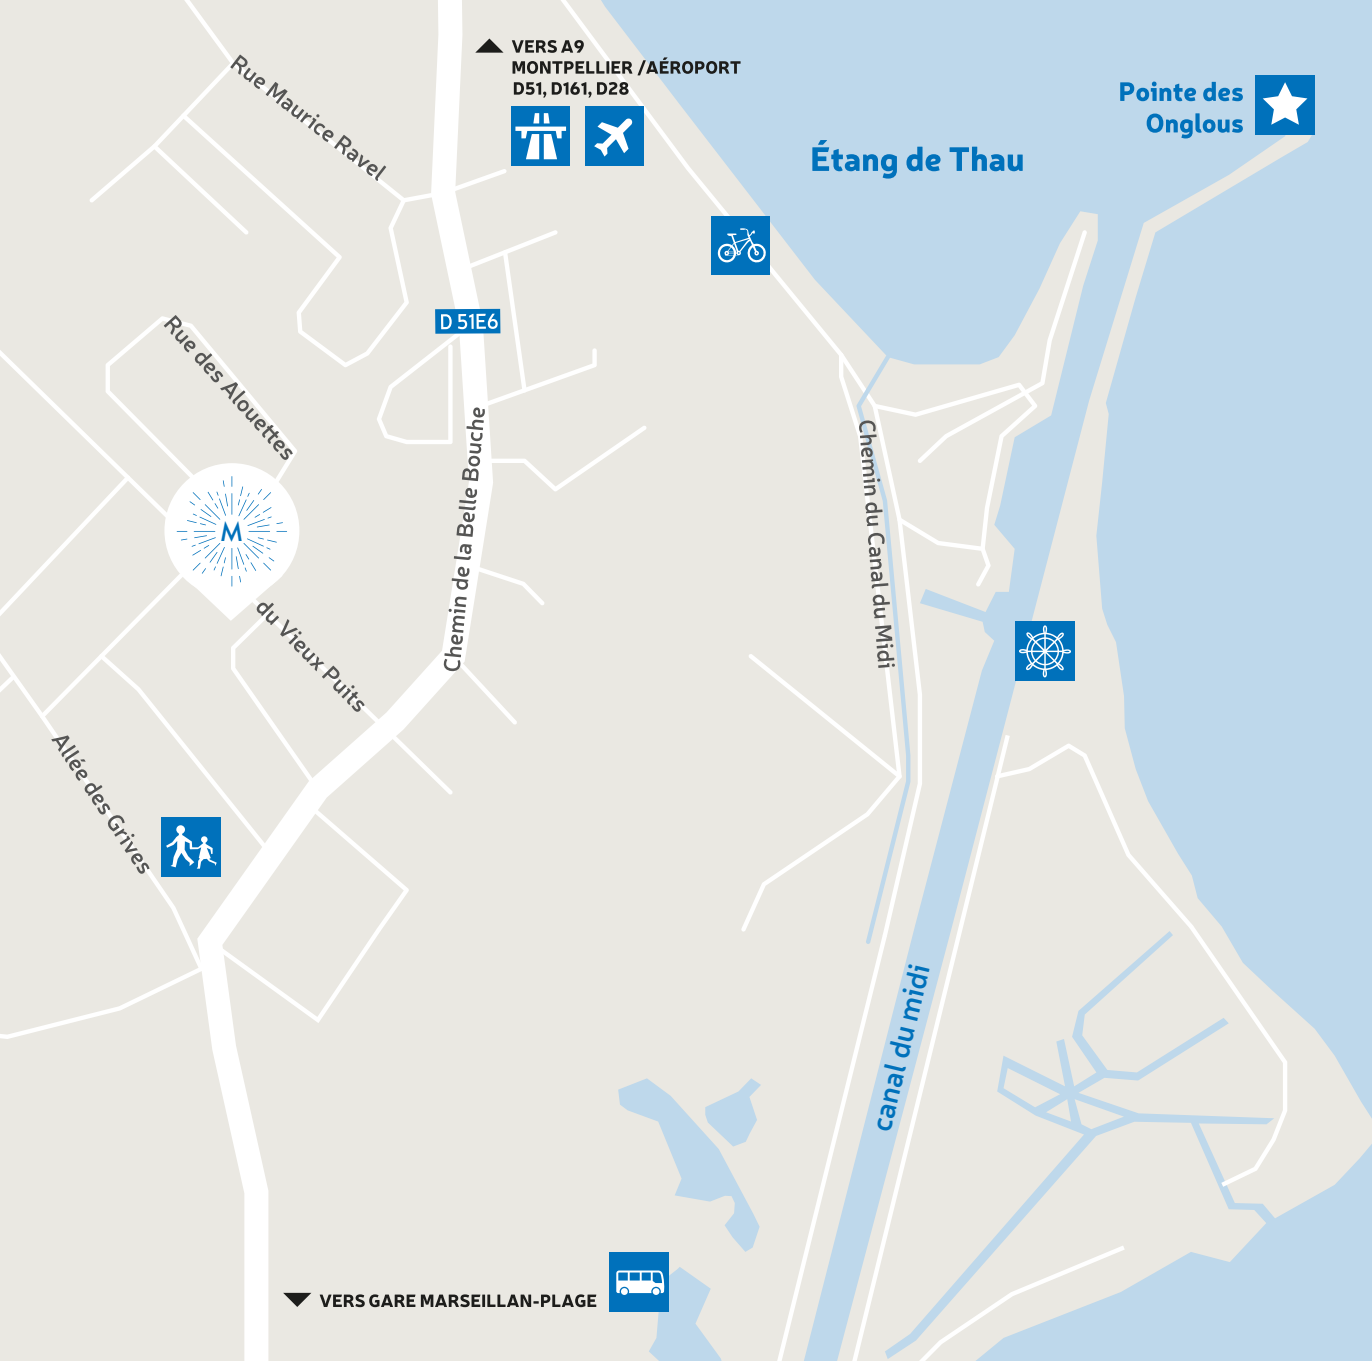 VERS A9
MONTPELLIER /AÉROPORT
D51, D161, D28
Pointe des
Onglous
Étang de Thau
Rue Maurice Ravel
D 51E6
Rue des Alouettes
Chemin de la Belle Bouche
Chemin du Canal du Midi
M
du Vieux Puits
Allée des Grives
canal du midi
VERS GARE MARSEILLAN-PLAGE